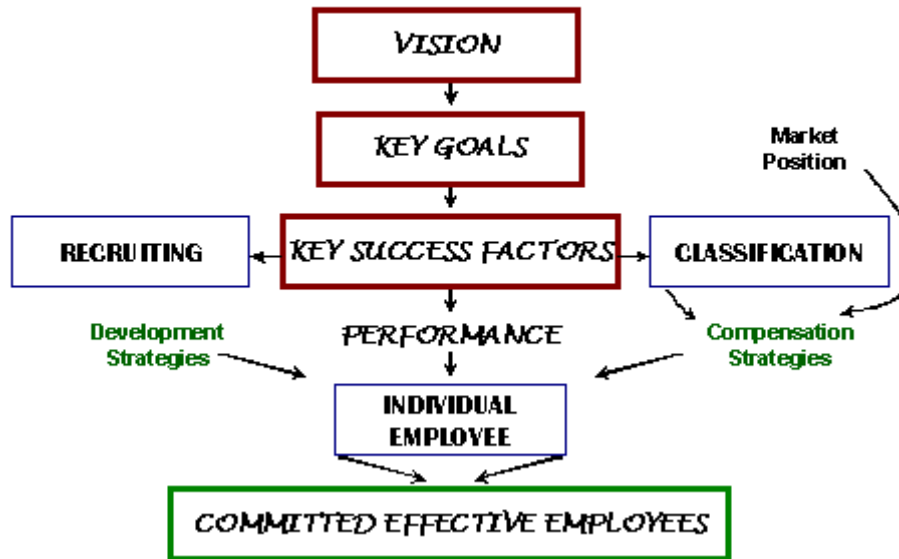 VISION
KEY GOALS
Market
Position
RECRUITING
KEY SUCCESS FACTORS
CLASSIFICATION
Development
Strategies
PERFORMANCE
Compensation
Strategies
INDIVIDUAL
EMPLOYEE
COMMITTED EFFECTIVE EMPLOYEES